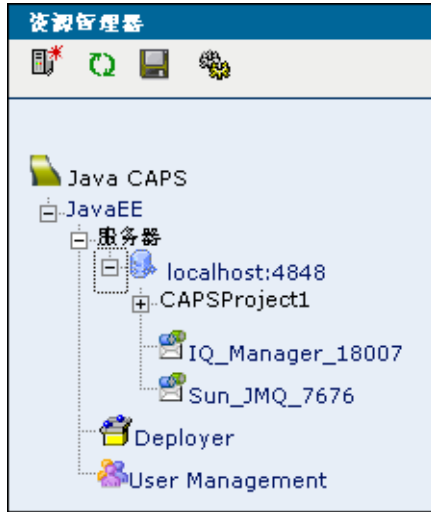 资源管理器
Java CAPS
JavaEE
服务器
localhost:4848
CAPSProject1
IQ_Manager_18007
Sun_JMQ_7676
Deployer
User Management